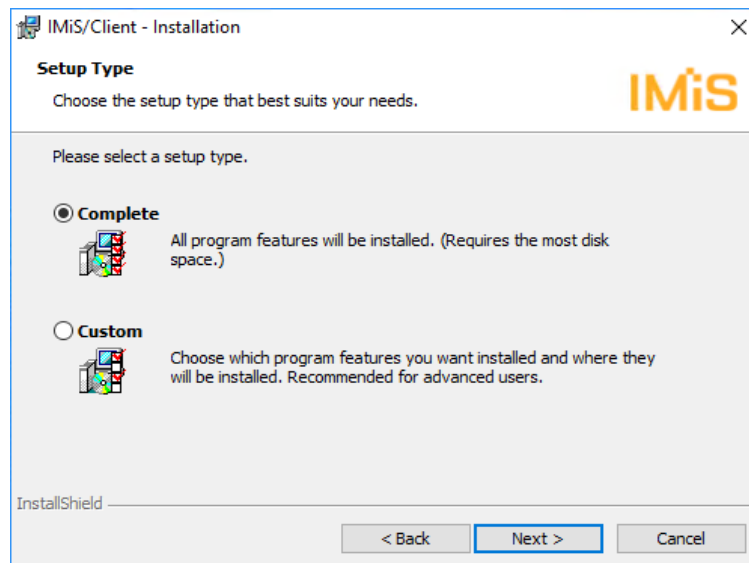 IMiS/Client - Installation
Setup Type
Choose the setup type that best suits your needs.
IMiS
Please select a setup type.
Complete
All program features will be installed. (Requires the most disk
space.)
Custom
Choose which program features you want installed and where they
will be installed. Recommended for advanced users.
InstallShield
< Back
Next >
Cancel